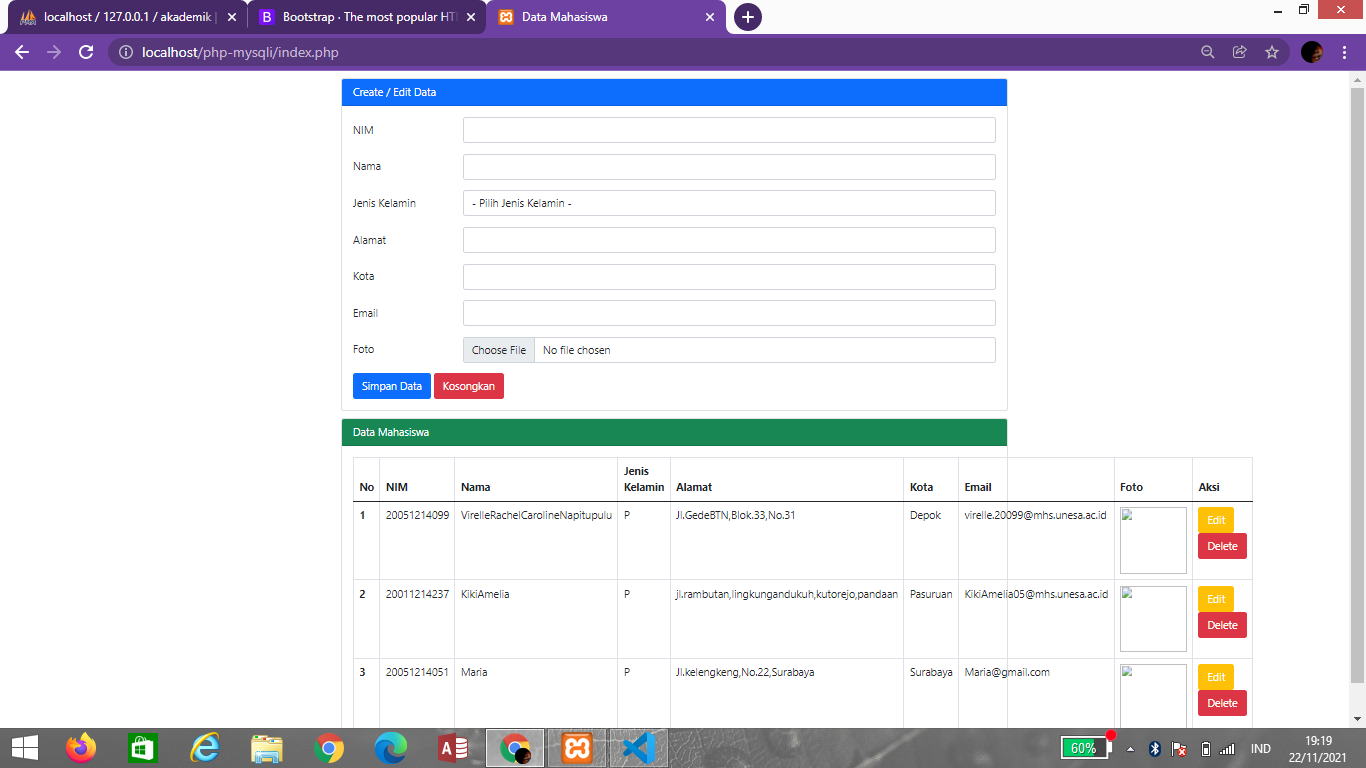 localhost / 127.0.0.1 / akademik |
Bootstrap · The most popular HT
Data Mahasiswa
localhost/php-mysqli/index.php
Create / Edit Data
NIM
Nama
Jenis Kelamin - Pilih Jenis Kelamin -
Alamat
Kota
Email
Foto Choose File No file chosen
Simpan Data Kosongkan
Data Mahasiswa
No NIM Nama Jenis Kelamin Alamat Kota Email Foto Aksi
1 20051214099 VirelleRachelCarolineNapitupulu P Jl.GedeBTN,Blok.33,No.31 Depok virelle.20099@mhs.unesa.ac.id Edit
Delete
2 20011214237 KikiAmelia P jl.rambutan,lingkungandukuh,kutorejo,pandaan Pasuruan KikiAmelia05@mhs.unesa.ac.id Edit
Delete
3 20051214051 Maria P Jl.kelengkeng,No.22,Surabaya Surabaya Maria@gmail.com Edit
Delete
60% IND 19:19
22/11/2021